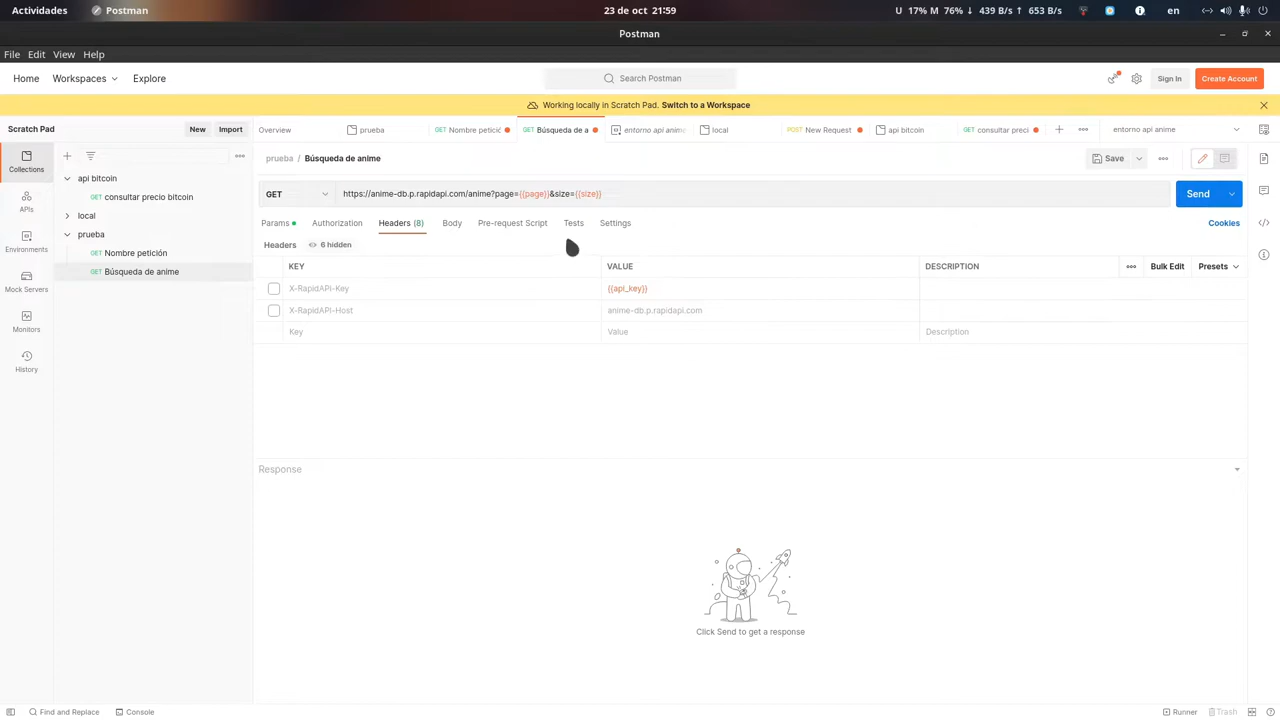 Actividades Postman 23 de oct 21:59 U 17% M 76% ↓ 439 B/s ↑ 653 B/s en
Postman
File Edit View Help
Home Workspaces Explore Search Postman Sign In Create Account
Working locally in Scratch Pad. Switch to a Workspace
Scratch Pad New Import Overview prueba GET Nombre petició GET Búsqueda de a entorno api anime local POST New Request api bitcoin GET consultar preci entorno api anime
Collections
APIs
Environments
Mock Servers
Monitors
History
api bitcoin
GET consultar precio bitcoin
local
prueba
GET Nombre petición
GET Búsqueda de anime
prueba / Búsqueda de anime Save
GET https://anime-db.p.rapidapi.com/anime?page={{page}}&size={{size}} Send
Params Authorization Headers (8) Body Pre-request Script Tests Settings Cookies
Headers 6 hidden
KEY VALUE DESCRIPTION Bulk Edit Presets
X-RapidAPI-Key {{api_key}}
X-RapidAPI-Host anime-db.p.rapidapi.com
Key Value Description
Response
Click Send to get a response
Find and Replace Console Runner Trash